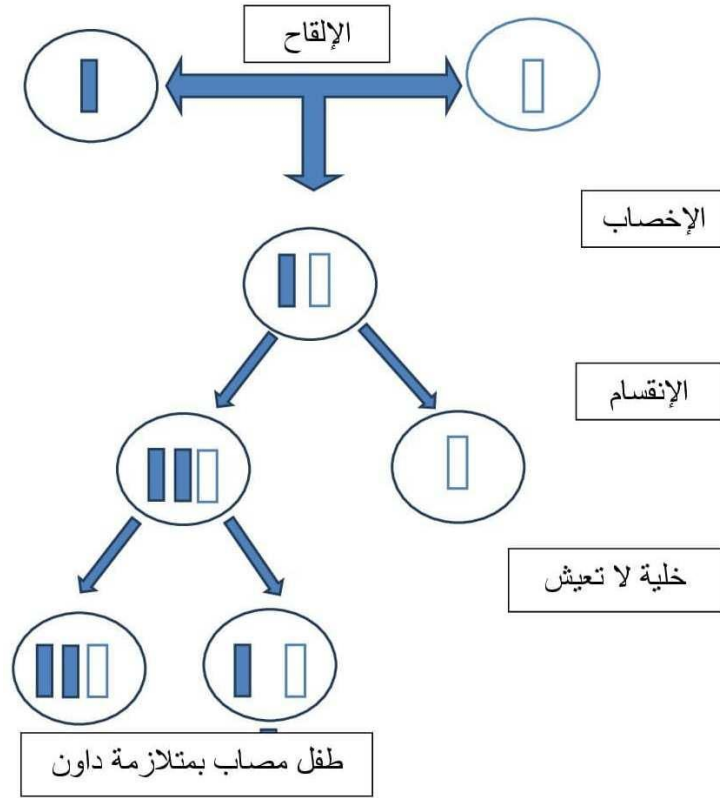 الإلقاح
الإخصاب
الإنقسام
خلية لا تعيش
طفل مصاب بمتلازمة داون